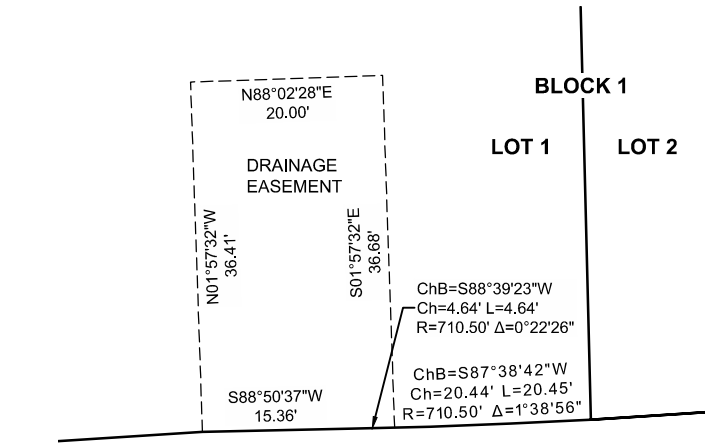 BLOCK 1
N88°02'28"E
20.00'
LOT 1
LOT 2
DRAINAGE
EASEMENT
N01°57'32"W
36.41'
S01°57'32"E
36.68'
ChB=S88°39'23"W
Ch=4.64' L=4.64'
R=710.50' Δ=0°22'26"
ChB=S87°38'42"W
Ch=20.44' L=20.45'
R=710.50' Δ=1°38'56"
S88°50'37"W
15.36'